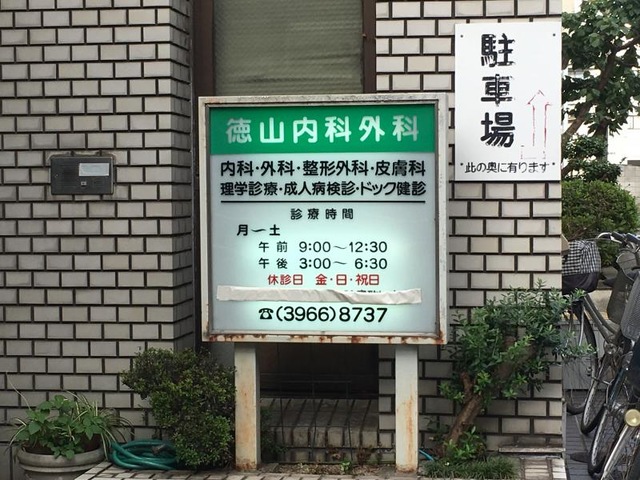 徳山内科外科
内科・外科・整形外科・皮膚科
理学診療・成人病検診・ドック健診
診療時間
月ー土
午前 9:00〜12:30
午後 3:00〜 6:30
休診日 金・日・祝日
☎(3966)8737
駐車場
*此の奥に有ります*